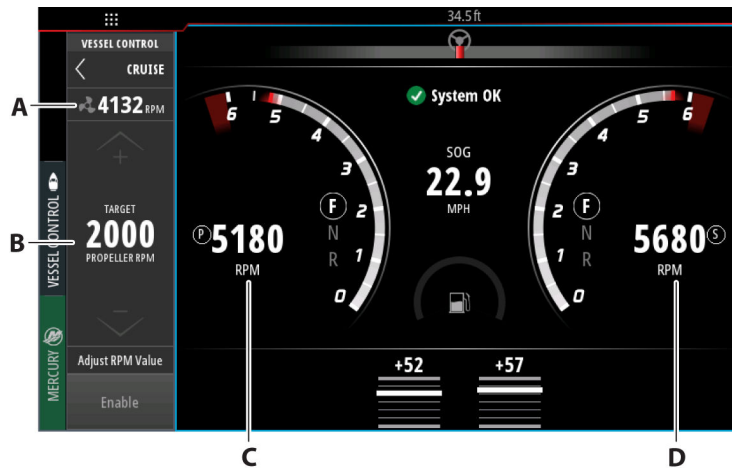 34.5 ft
VESSEL CONTROL
CRUISE
A
4132 RPM
+
TARGET
B
2000
PROPELLER RPM
−
Adjust RPM Value
Enable
VESSEL CONTROL
MERCURY
System OK
SOG
22.9
MPH
6
5
4
3
2
1
0
P 5180
RPM
F
N
R
5
6
4
3
2
1
0
F
N
R
5680 S
RPM
+52
+57
C
D